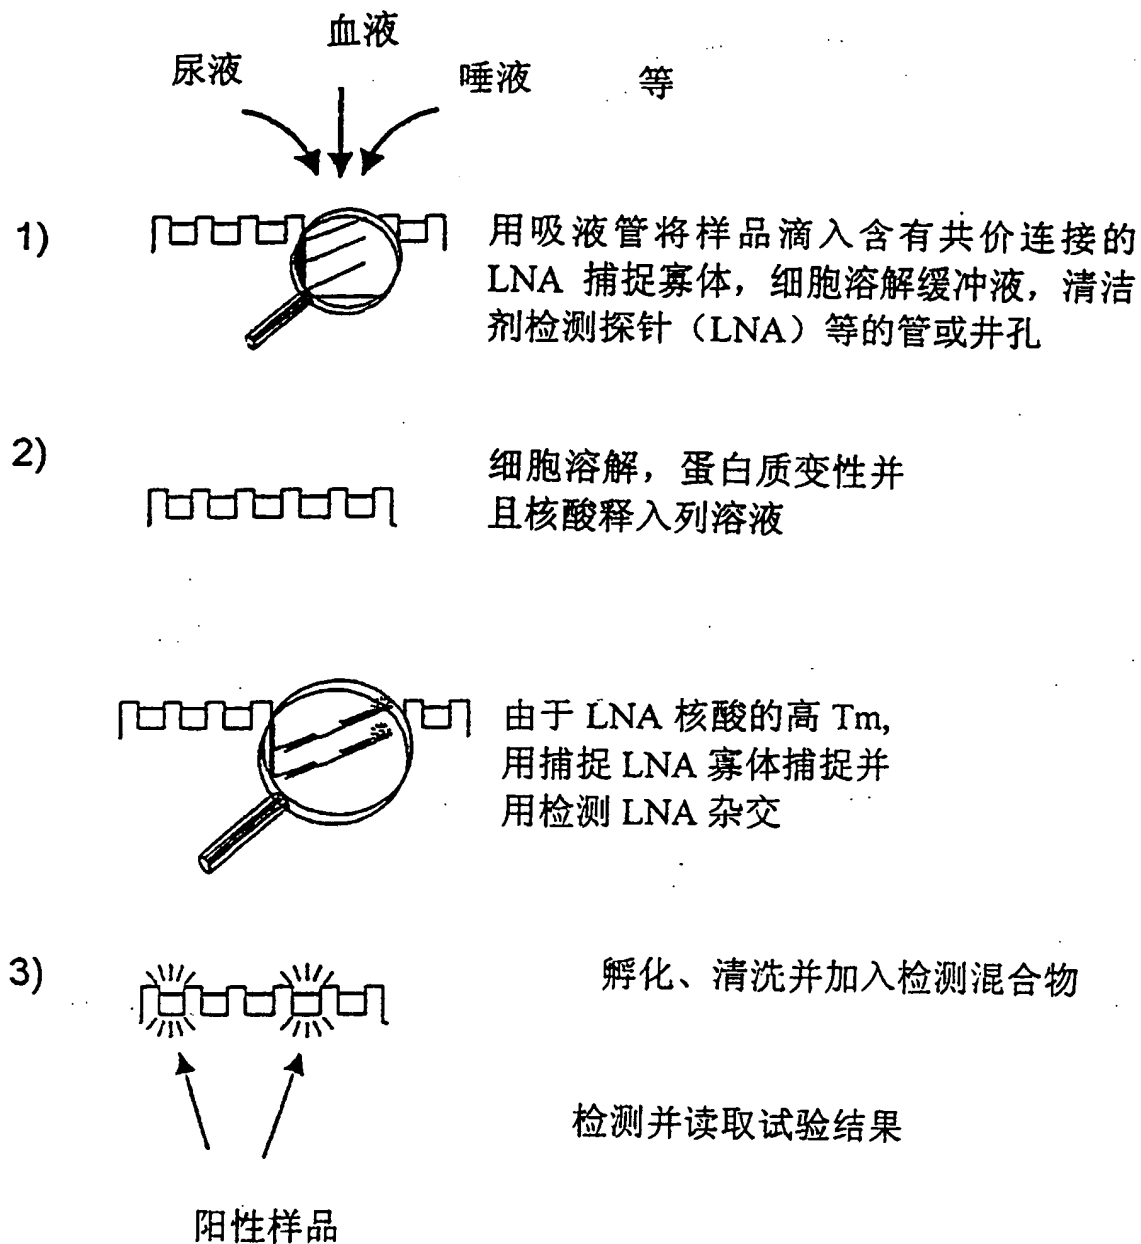 血液
尿液
唾液
等
1)
用吸液管将样品滴入含有共价连接的
LNA 捕捉寡体，细胞溶解缓冲液，清洁
剂检测探针（LNA）等的管或井孔
2)
细胞溶解，蛋白质变性并
且核酸释入列溶液
由于 LNA 核酸的高 Tm,
用捕捉 LNA 寡体捕捉并
用检测 LNA 杂交
3)
孵化、清洗并加入检测混合物
检测并读取试验结果
阳性样品